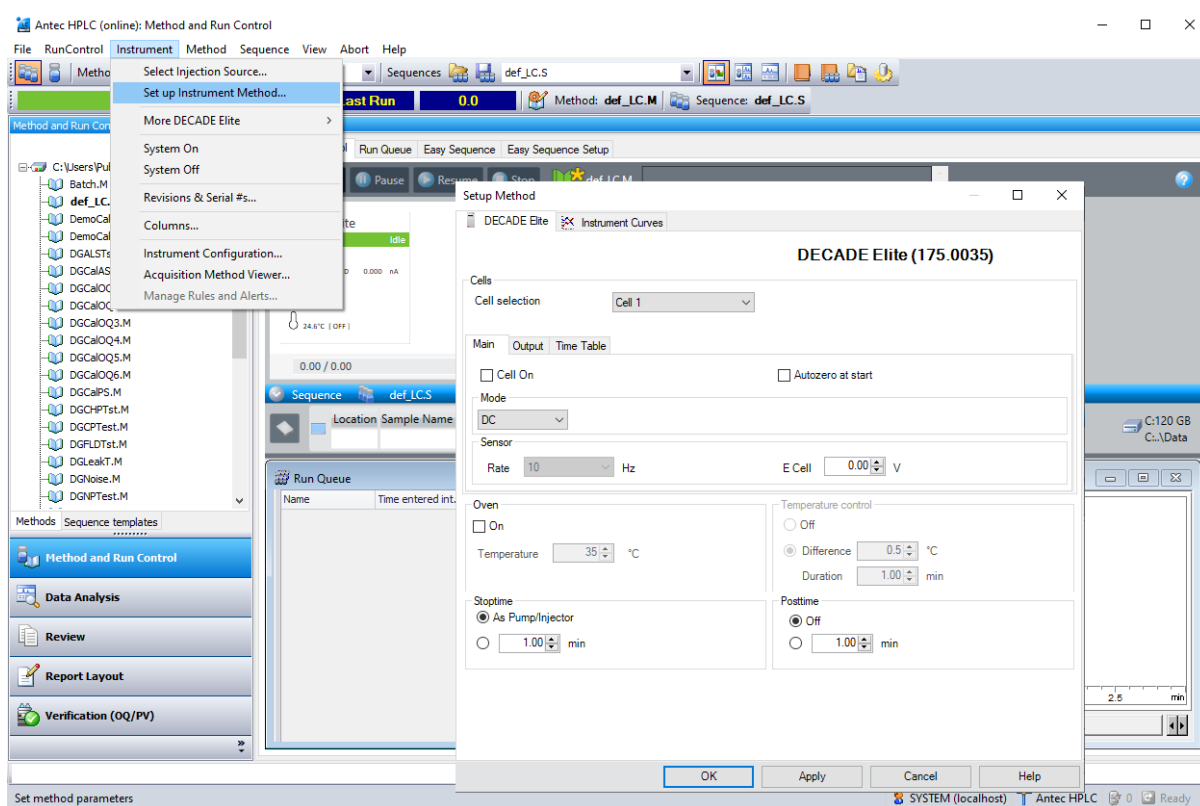 Antec HPLC (online): Method and Run Control
File RunControl Instrument Method Sequence View Abort Help
Metho
Sequences def_LC.S
Last Run 0.0 Method: def_LC.M Sequence: def_LC.S
Select Injection Source...
Set up Instrument Method...
More DECADE Elite >
System On
System Off
Revisions & Serial #s...
Columns...
Instrument Configuration...
Acquisition Method Viewer...
Manage Rules and Alerts...
Method and Run Con
C:\Users\Pul
Batch.M
def_LC.
DemoCal
DemoCal
DGALSTs
DGCalAS
DGCalOC
DGCalOC
DGCalOQ3.M
DGCalOQ4.M
DGCalOQ5.M
DGCalOQ6.M
DGCalPS.M
DGCHPTst.M
DGCPTest.M
DGFLDTst.M
DGLeakT.M
DGNoise.M
DGNPTest.M
Methods Sequence templates
Method and Run Control
Data Analysis
Review
Report Layout
Verification (OQ/PV)
Run Queue Easy Sequence Easy Sequence Setup
Pause Resume Stop def_LC.M
ite
Idle
0.000 nA
24.6°C [OFF]
0.00 / 0.00
Sequence def_LC.S
Location Sample Name
C:120 GB
C:..\Data
Run Queue
Name Time entered int.
2.5 min
Setup Method
DECADE Elite Instrument Curves
DECADE Elite (175.0035)
Cells
Cell selection Cell 1
Main Output Time Table
Cell On Autozero at start
Mode
DC
Sensor
Rate 10 Hz E Cell 0.00 V
Oven
On
Temperature 35 °C
Temperature control
Off
Difference 0.5 °C
Duration 1.00 min
Stoptime
As Pump/Injector
1.00 min
Posttime
Off
1.00 min
OK Apply Cancel Help
Set method parameters SYSTEM (localhost) Antec HPLC 0 Ready